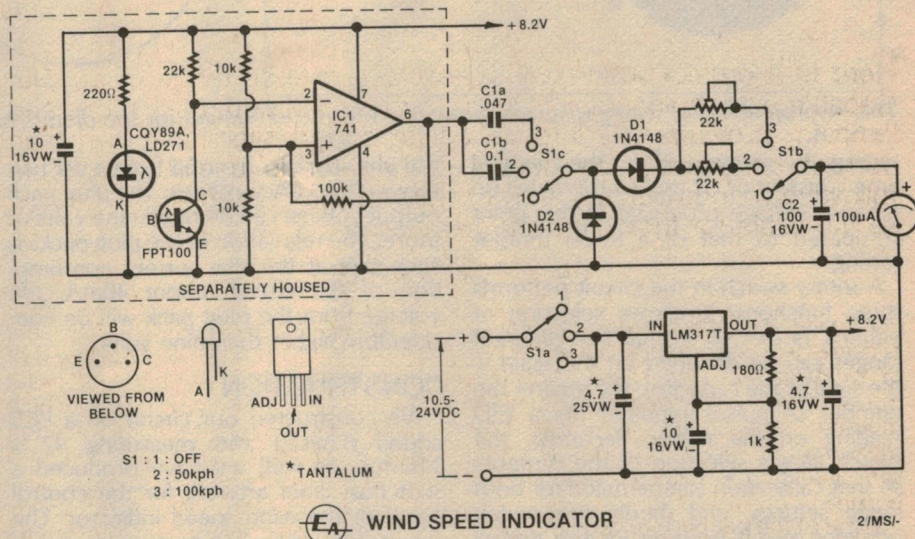 +8.2V
★
10
16VW
220Ω
22k
10k
A
CQY89A,
LD271
λ
K
B
λ
C
E
FPT100
10k
2
3
7
IC1
741
4
6
100k
SEPARATELY HOUSED
C1a
.047
3
C1b
0.1
2
S1c
1
D2
1N4148
D1
1N4148
22k
3
22k
2
S1b
1
C2
100
16VW
100µA
+
B
E
C
VIEWED FROM
BELOW
A
K
ADJ
IN
OUT
S1 : 1 : OFF
2 : 50kph
3 : 100kph
★TANTALUM
+
S1a
1
2
3
10.5-
24VDC
★
4.7
25VW
IN
LM317T
OUT
ADJ
+8.2V
180Ω
★
4.7
16VW
★
10
16VW
1k
EA WIND SPEED INDICATOR
2/MS/-